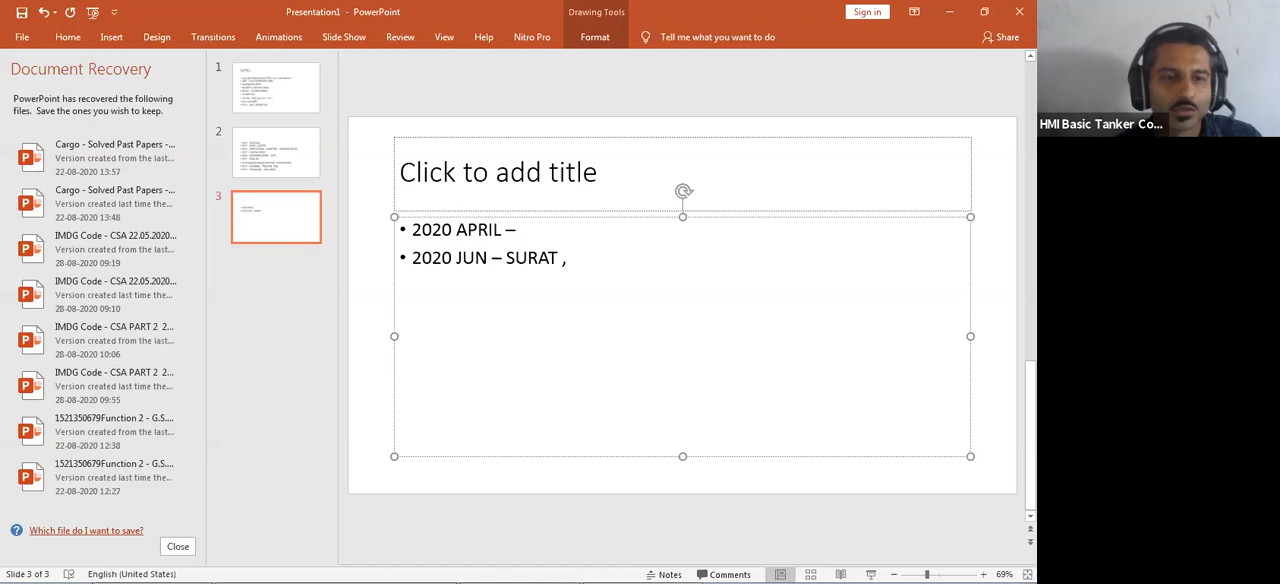 Presentation1 - PowerPoint
Drawing Tools
Sign in
File
Home
Insert
Design
Transitions
Animations
Slide Show
Review
View
Help
Nitro Pro
Format
Tell me what you want to do
Share
Document Recovery
PowerPoint has recovered the following
files. Save the ones you wish to keep.
Cargo - Solved Past Papers -...
Version created from the last...
22-08-2020 13:57
Cargo - Solved Past Papers -...
Version created from the last...
22-08-2020 13:48
IMDG Code - CSA 22.05.2020...
Version created last time the...
28-08-2020 09:19
IMDG Code - CSA 22.05.2020...
Version created last time the...
28-08-2020 09:10
IMDG Code - CSA PART 2 2...
Version created last time the...
28-08-2020 10:06
IMDG Code - CSA PART 2 2...
Version created last time the...
28-08-2020 09:55
1521350679Function 2 - G.S....
Version created from the last...
22-08-2020 12:38
1521350679Function 2 - G.S....
Version created from the last...
22-08-2020 12:27
Which file do I want to save?
Close
1
2
3
Click to add title
• 2020 APRIL –
• 2020 JUN – SURAT ,
HMI Basic Tanker Co...
Slide 3 of 3
English (United States)
Notes
Comments
69%